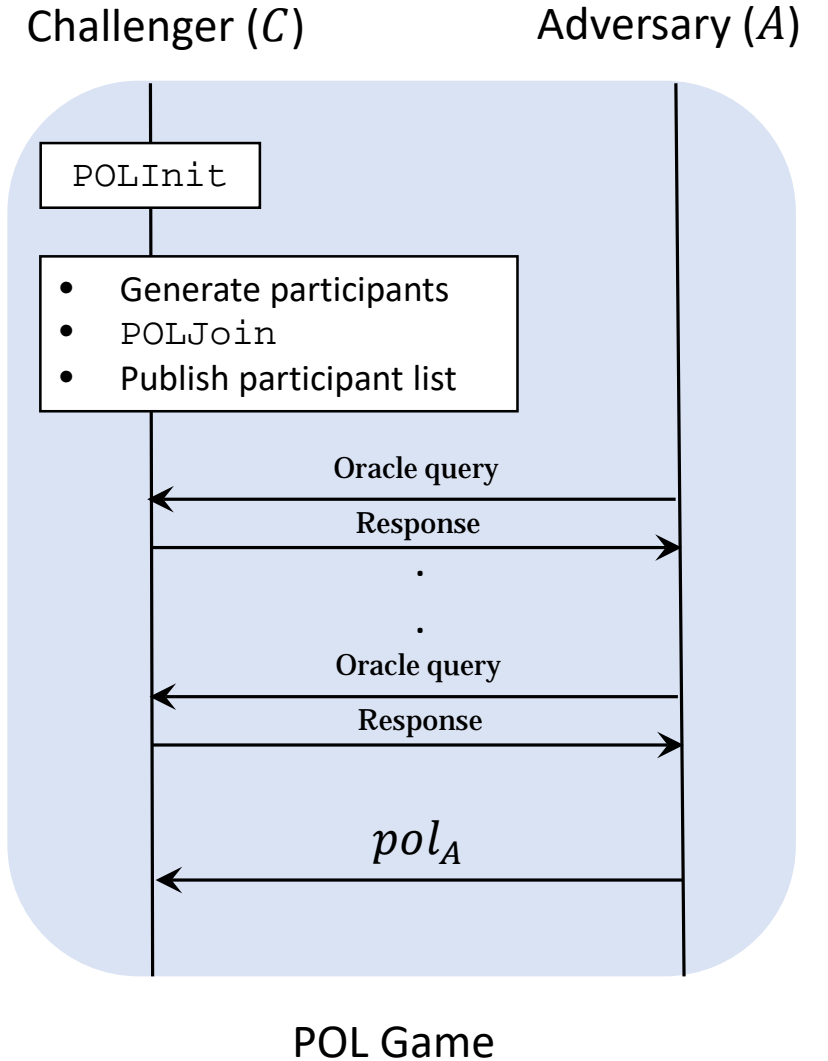 Challenger (C)
Adversary (A)
POLInit
• Generate participants
• POLJoin
• Publish participant list
Oracle query
Response
.
.
Oracle query
Response
pol_A
POL Game